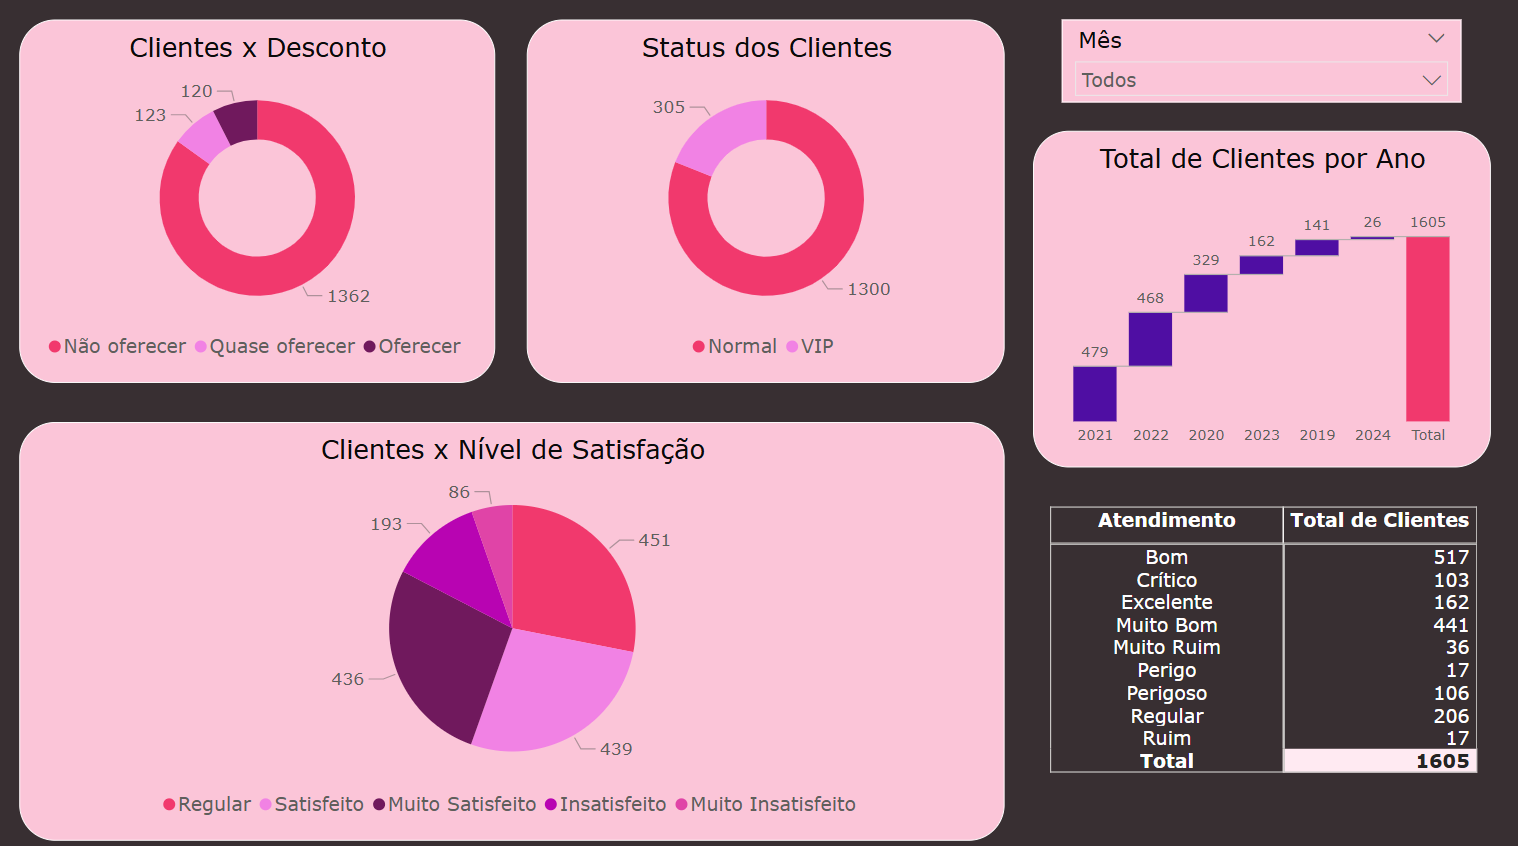 Clientes x Desconto
120
123
1362
Não oferecer Quase oferecer Oferecer
Status dos Clientes
305
1300
Normal VIP
Mês
Todos
Total de Clientes por Ano
479
468
329
162
141
26
1605
2021 2022 2020 2023 2019 2024 Total
Clientes x Nível de Satisfação
86
193
451
436
439
Regular Satisfeito Muito Satisfeito Insatisfeito Muito Insatisfeito
Atendimento Total de Clientes
Bom 517
Crítico 103
Excelente 162
Muito Bom 441
Muito Ruim 36
Perigo 17
Perigoso 106
Regular 206
Ruim 17
Total 1605